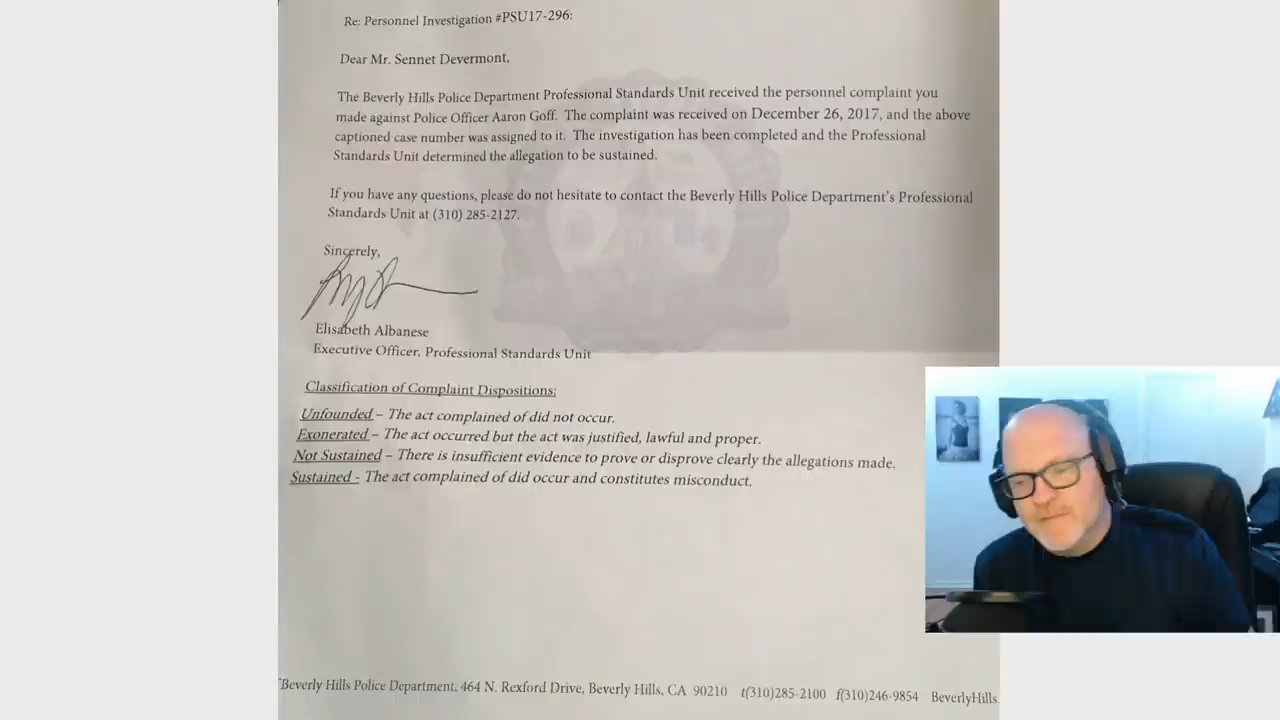 Re: Personnel Investigation #PSU17-296:
Dear Mr. Sennet Devermont,
The Beverly Hills Police Department Professional Standards Unit received the personnel complaint you
made against Police Officer Aaron Goff. The complaint was received on December 26, 2017, and the above
captioned case number was assigned to it. The investigation has been completed and the Professional
Standards Unit determined the allegation to be sustained.
If you have any questions, please do not hesitate to contact the Beverly Hills Police Department's Professional
Standards Unit at (310) 285-2127.
Sincerely,
Elisabeth Albanese
Executive Officer, Professional Standards Unit
Classification of Complaint Dispositions:
Unfounded – The act complained of did not occur.
Exonerated – The act occurred but the act was justified, lawful and proper.
Not Sustained – There is insufficient evidence to prove or disprove clearly the allegations made.
Sustained - The act complained of did occur and constitutes misconduct.
Beverly Hills Police Department, 464 N. Rexford Drive, Beverly Hills, CA 90210 t(310)285-2100 f(310)246-9854 BeverlyHills